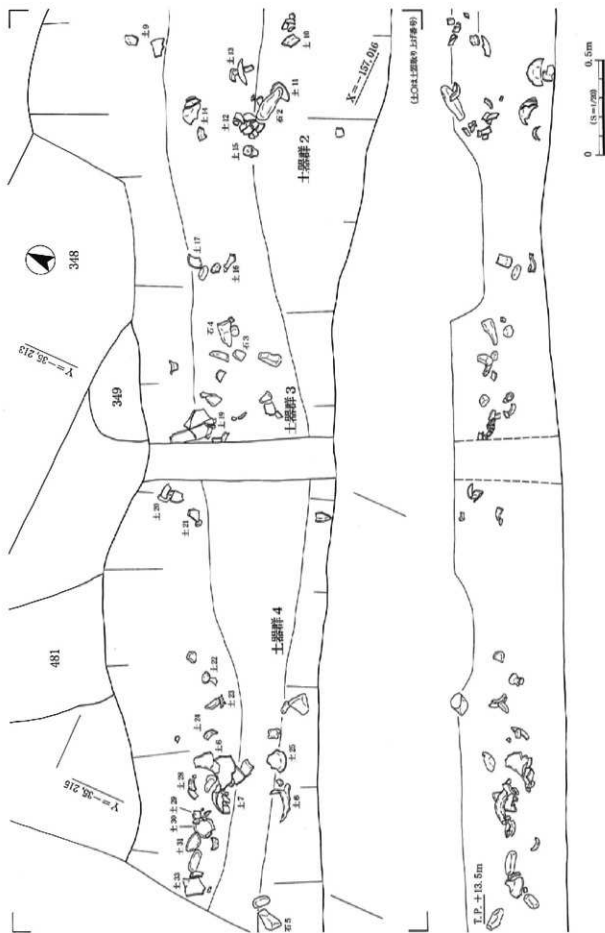 土9
土10
土13
土11
石2
土14
土12
土15
土器群2
X=-157,016
(土○は土器取り上げ番号)
0
(S=1/20)
0.5m
348
土17
土16
Y=-35,213
349
石4
石3
土19
土器群3
土20
土21
481
土22
土23
土24
土6
土器群4
土25
土28
土7
土8
土29
土30
土31
土33
石5
T.P.+13.5m